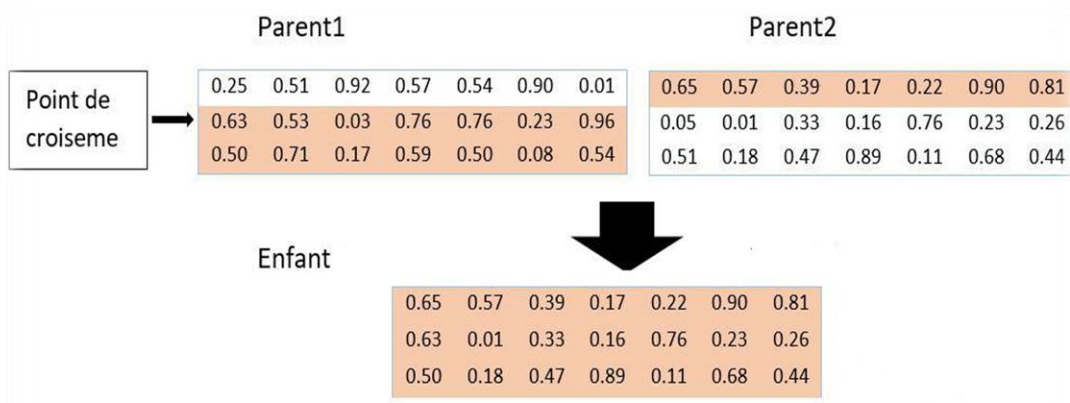 Parent1
Parent2
Point de
croiseme
0.25 0.51 0.92 0.57 0.54 0.90 0.01
0.63 0.53 0.03 0.76 0.76 0.23 0.96
0.50 0.71 0.17 0.59 0.50 0.08 0.54
0.65 0.57 0.39 0.17 0.22 0.90 0.81
0.05 0.01 0.33 0.16 0.76 0.23 0.26
0.51 0.18 0.47 0.89 0.11 0.68 0.44
Enfant
0.65 0.57 0.39 0.17 0.22 0.90 0.81
0.63 0.01 0.33 0.16 0.76 0.23 0.26
0.50 0.18 0.47 0.89 0.11 0.68 0.44